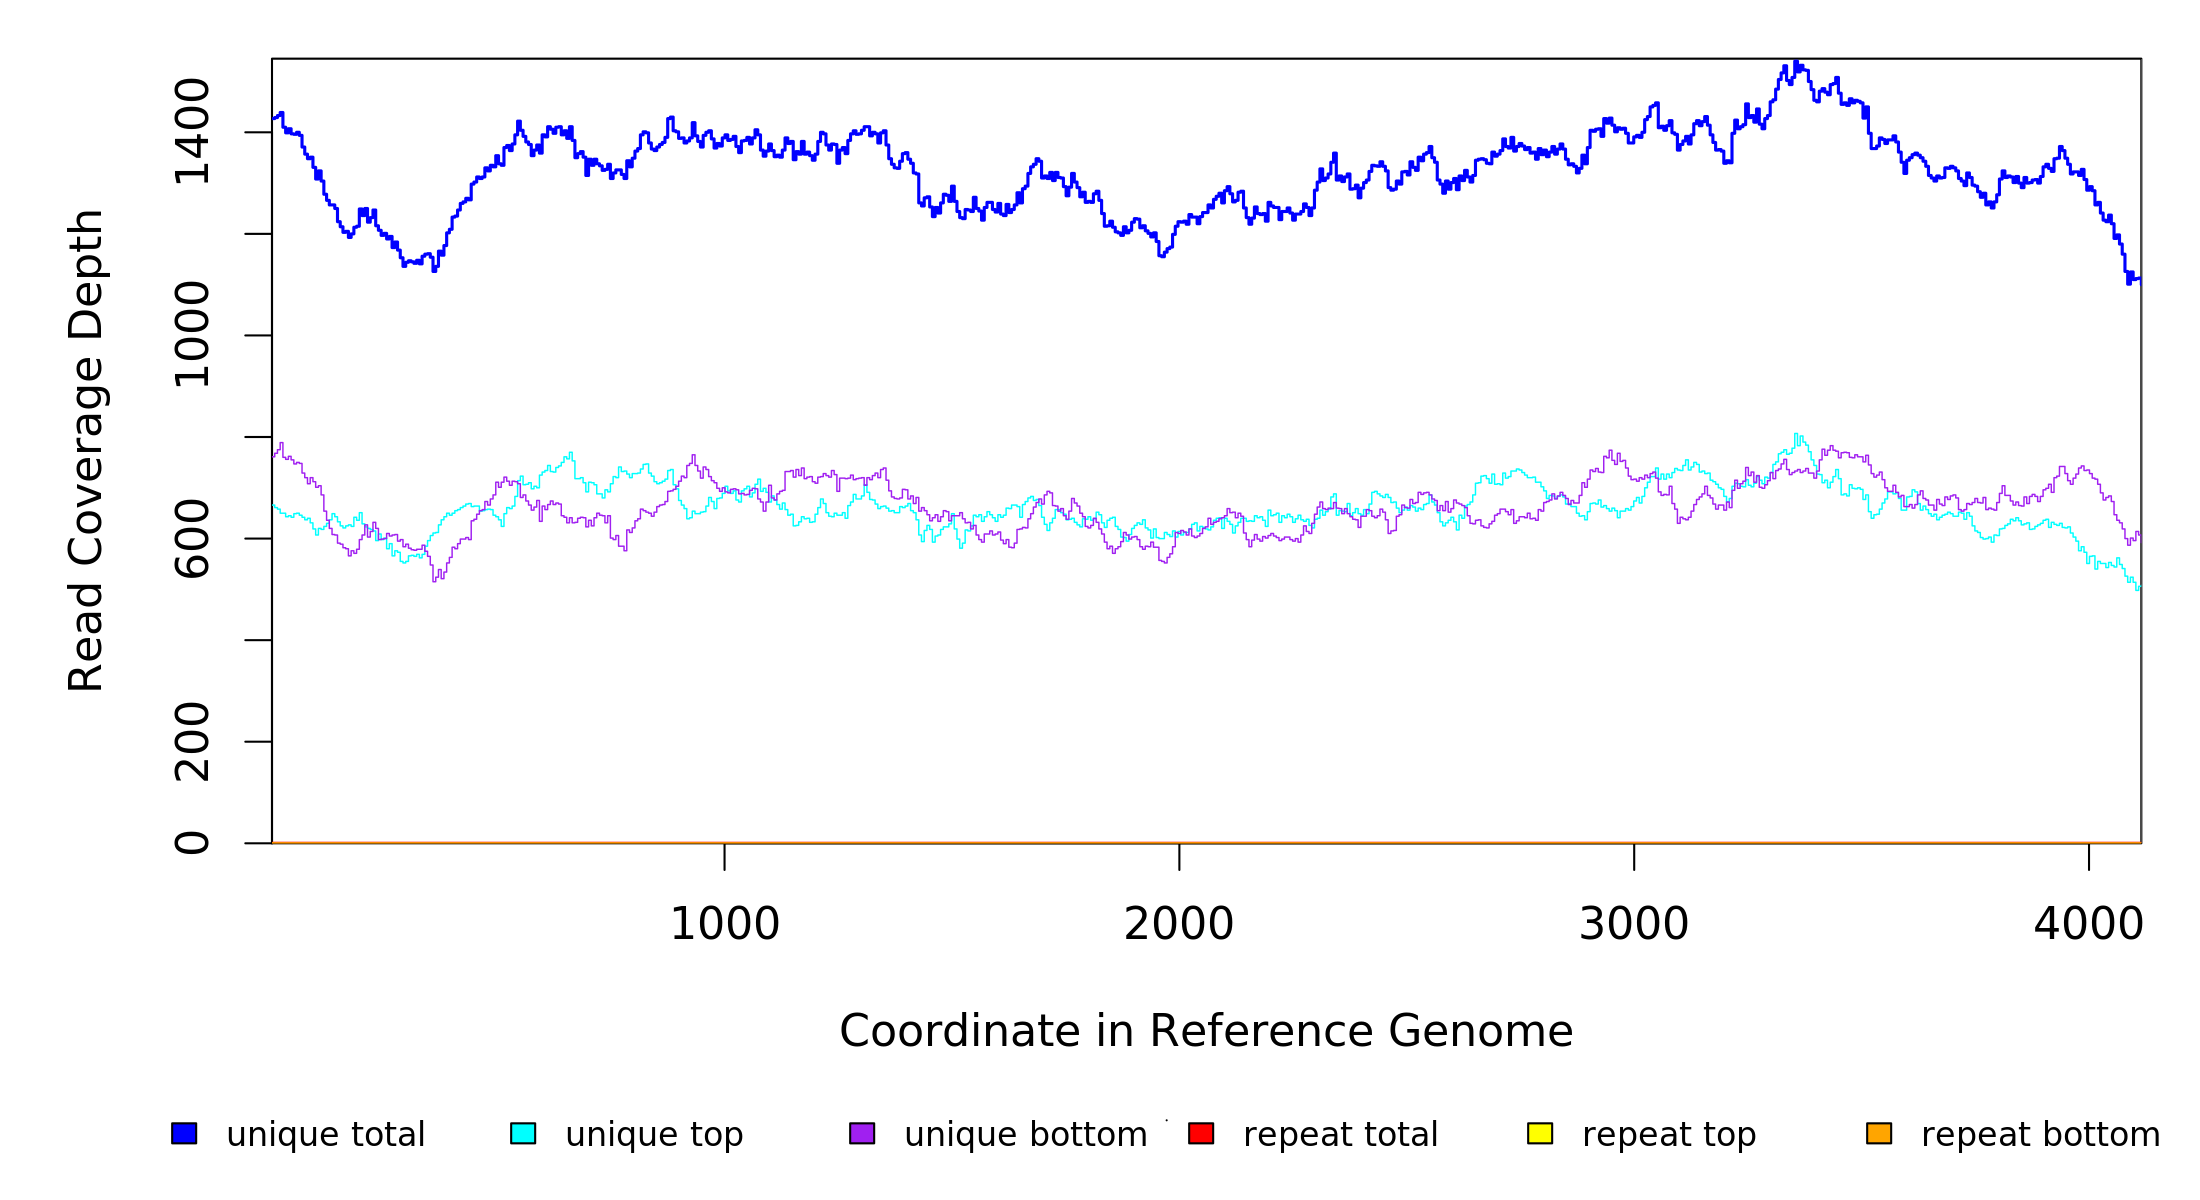 Read Coverage Depth
1400
1000
600
200
0
1000 2000 3000 4000
Coordinate in Reference Genome
unique total unique top unique bottom repeat total repeat top repeat bottom